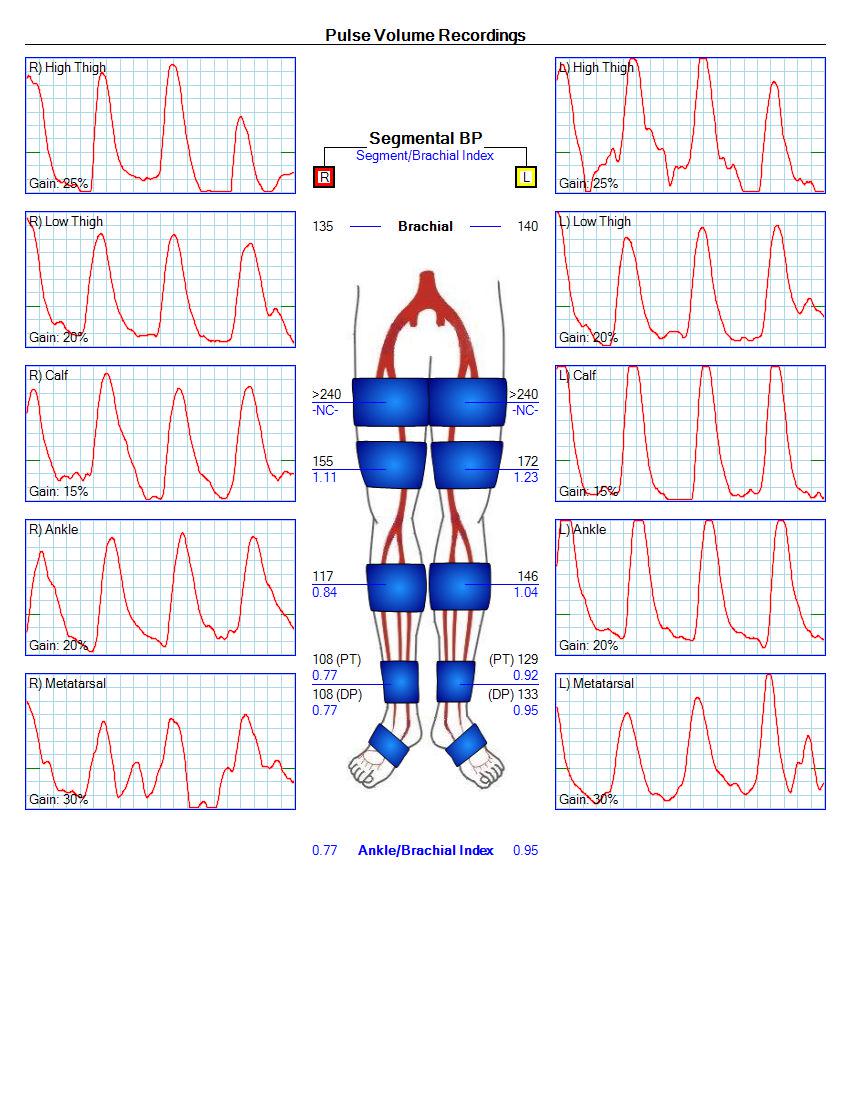 Pulse Volume Recordings
R) High Thigh
Gain: 25%
L) High Thigh
Gain: 25%
Segmental BP
Segment/Brachial Index
R
L
135
Brachial
140
R) Low Thigh
Gain: 20%
L) Low Thigh
Gain: 20%
>240
-NC-
>240
-NC-
R) Calf
Gain: 15%
L) Calf
Gain: 15%
155
1.11
172
1.23
R) Ankle
Gain: 20%
L) Ankle
Gain: 20%
117
0.84
146
1.04
108 (PT)
0.77
108 (DP)
0.77
(PT) 129
0.92
(DP) 133
0.95
R) Metatarsal
Gain: 30%
L) Metatarsal
Gain: 30%
0.77
Ankle/Brachial Index
0.95